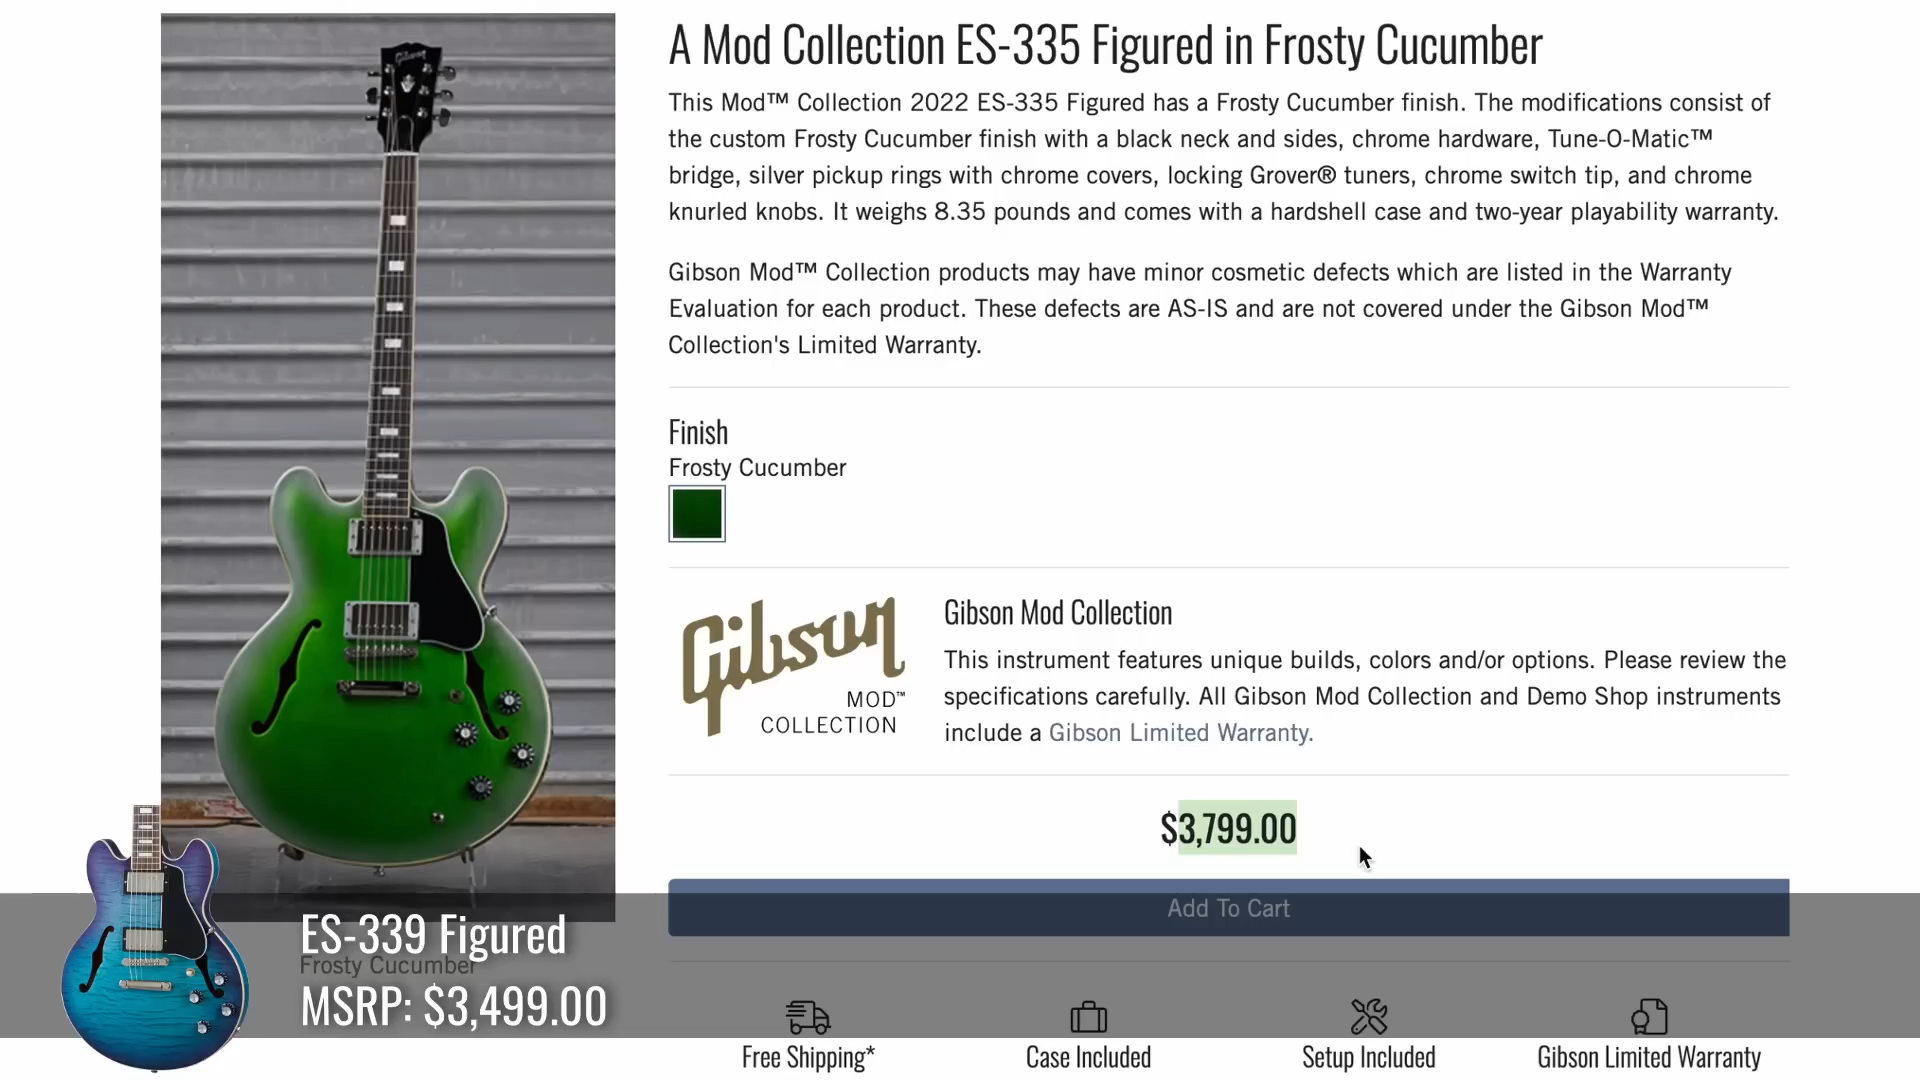 A Mod Collection ES-335 Figured in Frosty Cucumber
This Mod™ Collection 2022 ES-335 Figured has a Frosty Cucumber finish. The modifications consist of
the custom Frosty Cucumber finish with a black neck and sides, chrome hardware, Tune-O-Matic™
bridge, silver pickup rings with chrome covers, locking Grover® tuners, chrome switch tip, and chrome
knurled knobs. It weighs 8.35 pounds and comes with a hardshell case and two-year playability warranty.
Gibson Mod™ Collection products may have minor cosmetic defects which are listed in the Warranty
Evaluation for each product. These defects are AS-IS and are not covered under the Gibson Mod™
Collection's Limited Warranty.
Finish
Frosty Cucumber
Gibson
MOD™
COLLECTION
Gibson Mod Collection
This instrument features unique builds, colors and/or options. Please review the
specifications carefully. All Gibson Mod Collection and Demo Shop instruments
include a Gibson Limited Warranty.
$3,799.00
Add To Cart
Gibson
ES-339 Figured
Frosty Cucumber
MSRP: $3,499.00
Free Shipping*
Case Included
Setup Included
Gibson Limited Warranty